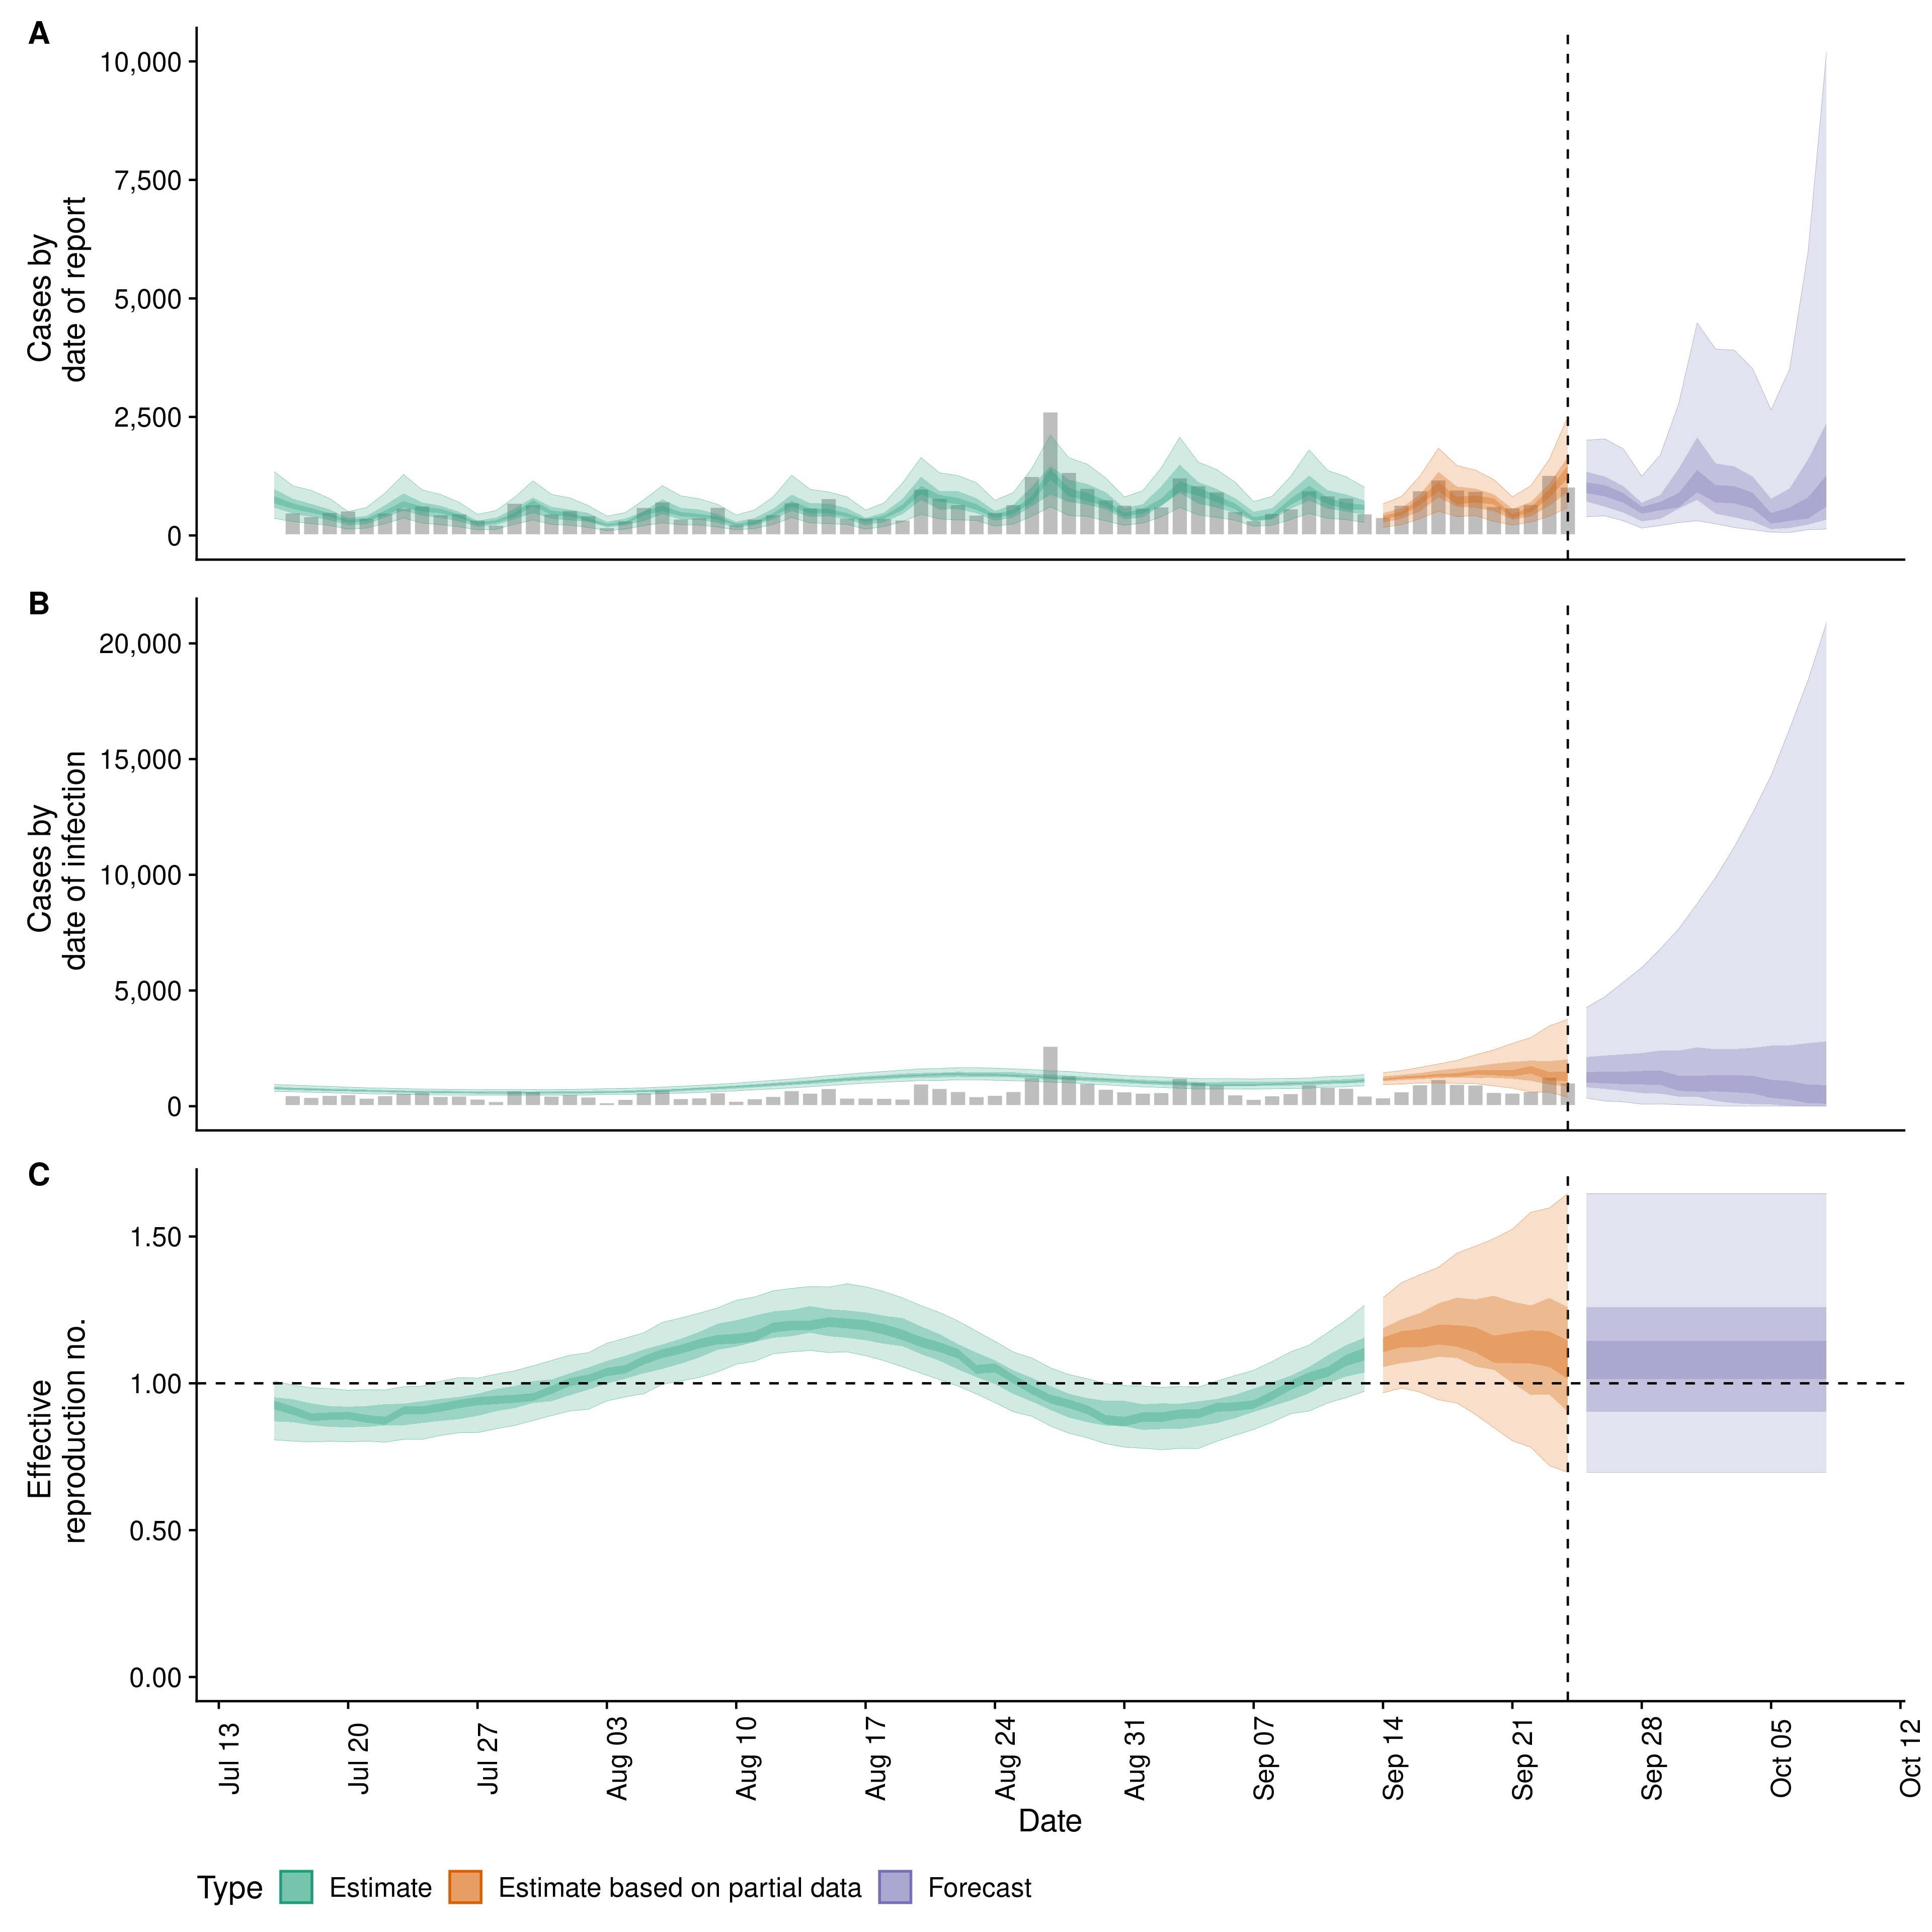 A
10,000
7,500
5,000
2,500
0
Cases by
date of report
B
20,000
15,000
10,000
5,000
0
Cases by
date of infection
C
1.50
1.00
0.50
0.00
Effective
reproduction no.
Jul 13
Jul 20
Jul 27
Aug 03
Aug 10
Aug 17
Aug 24
Aug 31
Sep 07
Sep 14
Sep 21
Sep 28
Oct 05
Oct 12
Date
Type
Estimate
Estimate based on partial data
Forecast